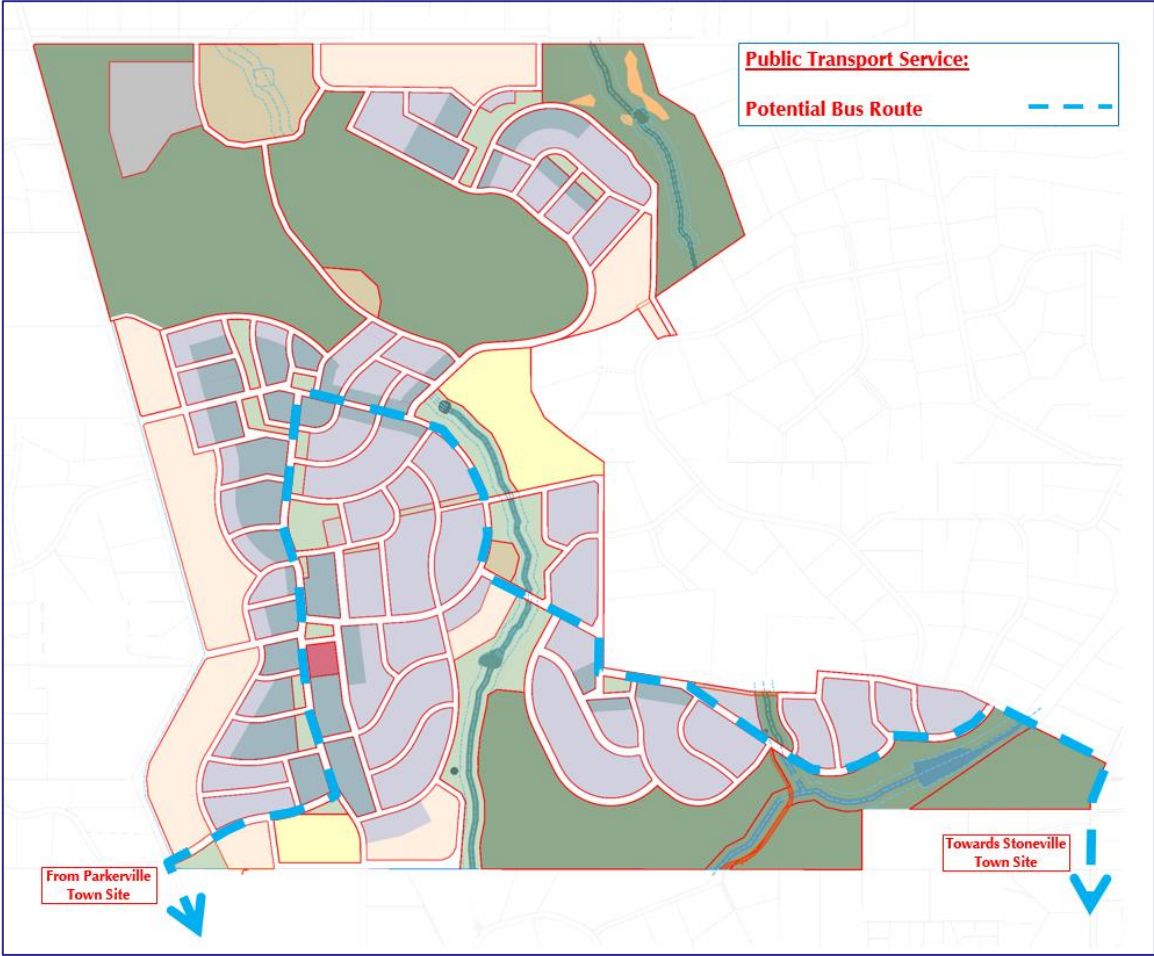 Public Transport Service:
Potential Bus Route
From Parkerville
Town Site
Towards Stoneville
Town Site